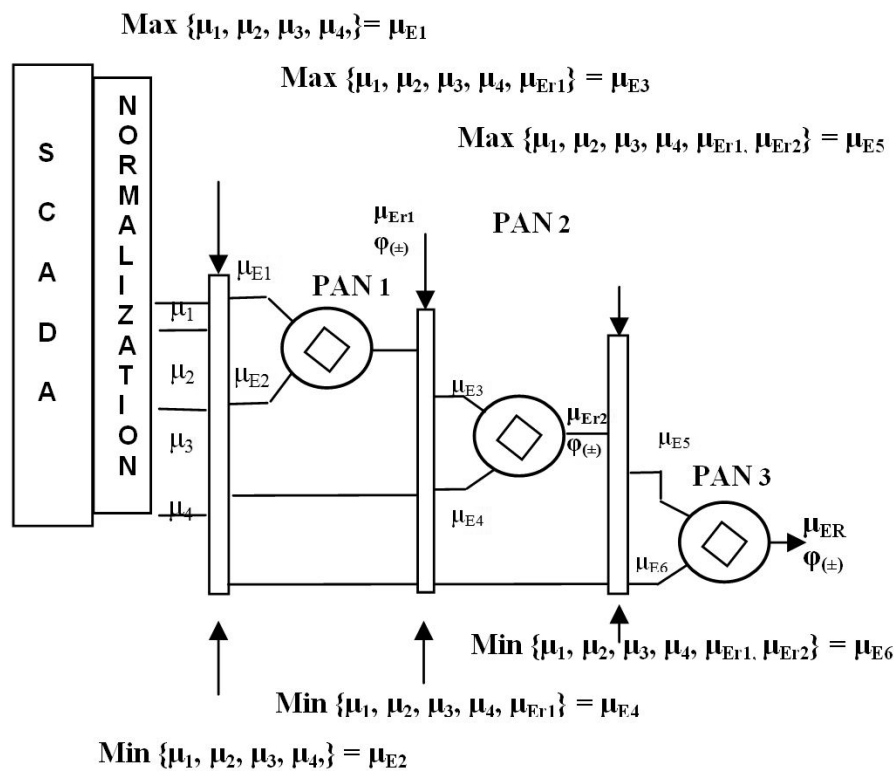 Max {μ1, μ2, μ3, μ4,}= μE1
Max {μ1, μ2, μ3, μ4, μEr1} = μE3
Max {μ1, μ2, μ3, μ4, μEr1, μEr2} = μE5
SCADA
NORMALIZATION
μEr1
φ(±)
PAN 2
μE1
PAN 1
μ1
μ2
μE2
μE3
μEr2
φ(±)
μ3
μE5
PAN 3
μ4
μE4
μER
φ(±)
μE6
Min {μ1, μ2, μ3, μ4, μEr1, μEr2} = μE6
Min {μ1, μ2, μ3, μ4, μEr1} = μE4
Min {μ1, μ2, μ3, μ4,} = μE2